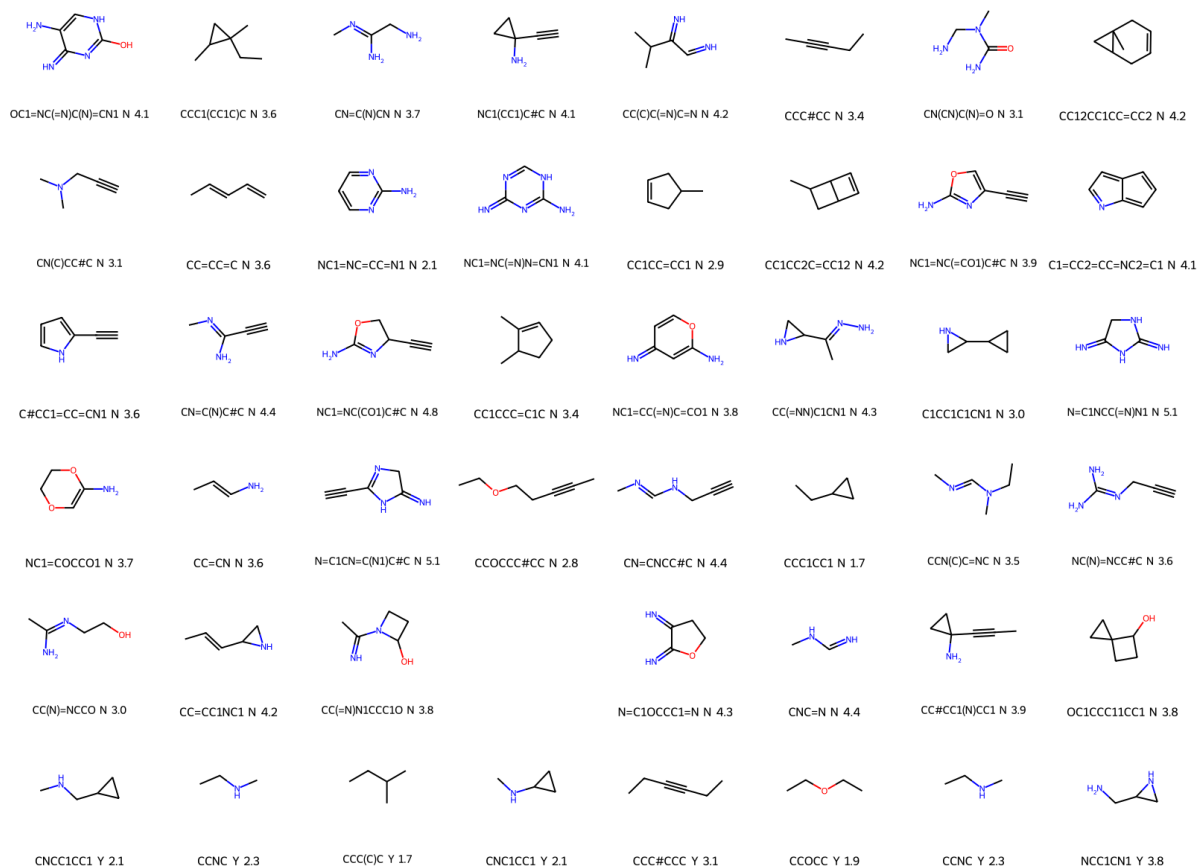 OC1=NC(=N)C(N)=CN1 N 4.1
CCC1(CC1C)C N 3.6
CN=C(N)CN N 3.7
NC1(CC1)C#C N 4.1
CC(C)C(=N)C=N N 4.2
CCC#CC N 3.4
CN(CN)C(N)=O N 3.1
CC12CC1CC=CC2 N 4.2
CN(C)CC#C N 3.1
CC=CC=C N 3.6
NC1=NC=CC=N1 N 2.1
NC1=NC(=N)N=CN1 N 4.1
CC1CC=CC1 N 2.9
CC1CC2C=CC12 N 4.2
NC1=NC(=CO1)C#C N 3.9
C1=CC2=CC=NC2=C1 N 4.1
C#CC1=CC=CN1 N 3.6
CN=C(N)C#C N 4.4
NC1=NC(CO1)C#C N 4.8
CC1CCC=C1C N 3.4
NC1=CC(=N)C=CO1 N 3.8
CC(=NN)C1CN1 N 4.3
C1CC1C1CN1 N 3.0
N=C1NCC(=N)N1 N 5.1
NC1=COCCO1 N 3.7
CC=CN N 3.6
N=C1CN=C(N1)C#C N 5.1
CCOCCC#CC N 2.8
CN=CNCC#C N 4.4
CCC1CC1 N 1.7
CCN(C)C=NC N 3.5
NC(N)=NCC#C N 3.6
CC(N)=NCCO N 3.0
CC=CC1NC1 N 4.2
CC(=N)N1CCC1O N 3.8
N=C1OCCC1=N N 4.3
CNC=N N 4.4
CC#CC1(N)CC1 N 3.9
OC1CCC11CC1 N 3.8
CNCC1CC1 Y 2.1
CCNC Y 2.3
CCC(C)C Y 1.7
CNC1CC1 Y 2.1
CCC#CCC Y 3.1
CCOCC Y 1.9
CCNC Y 2.3
NCC1CN1 Y 3.8